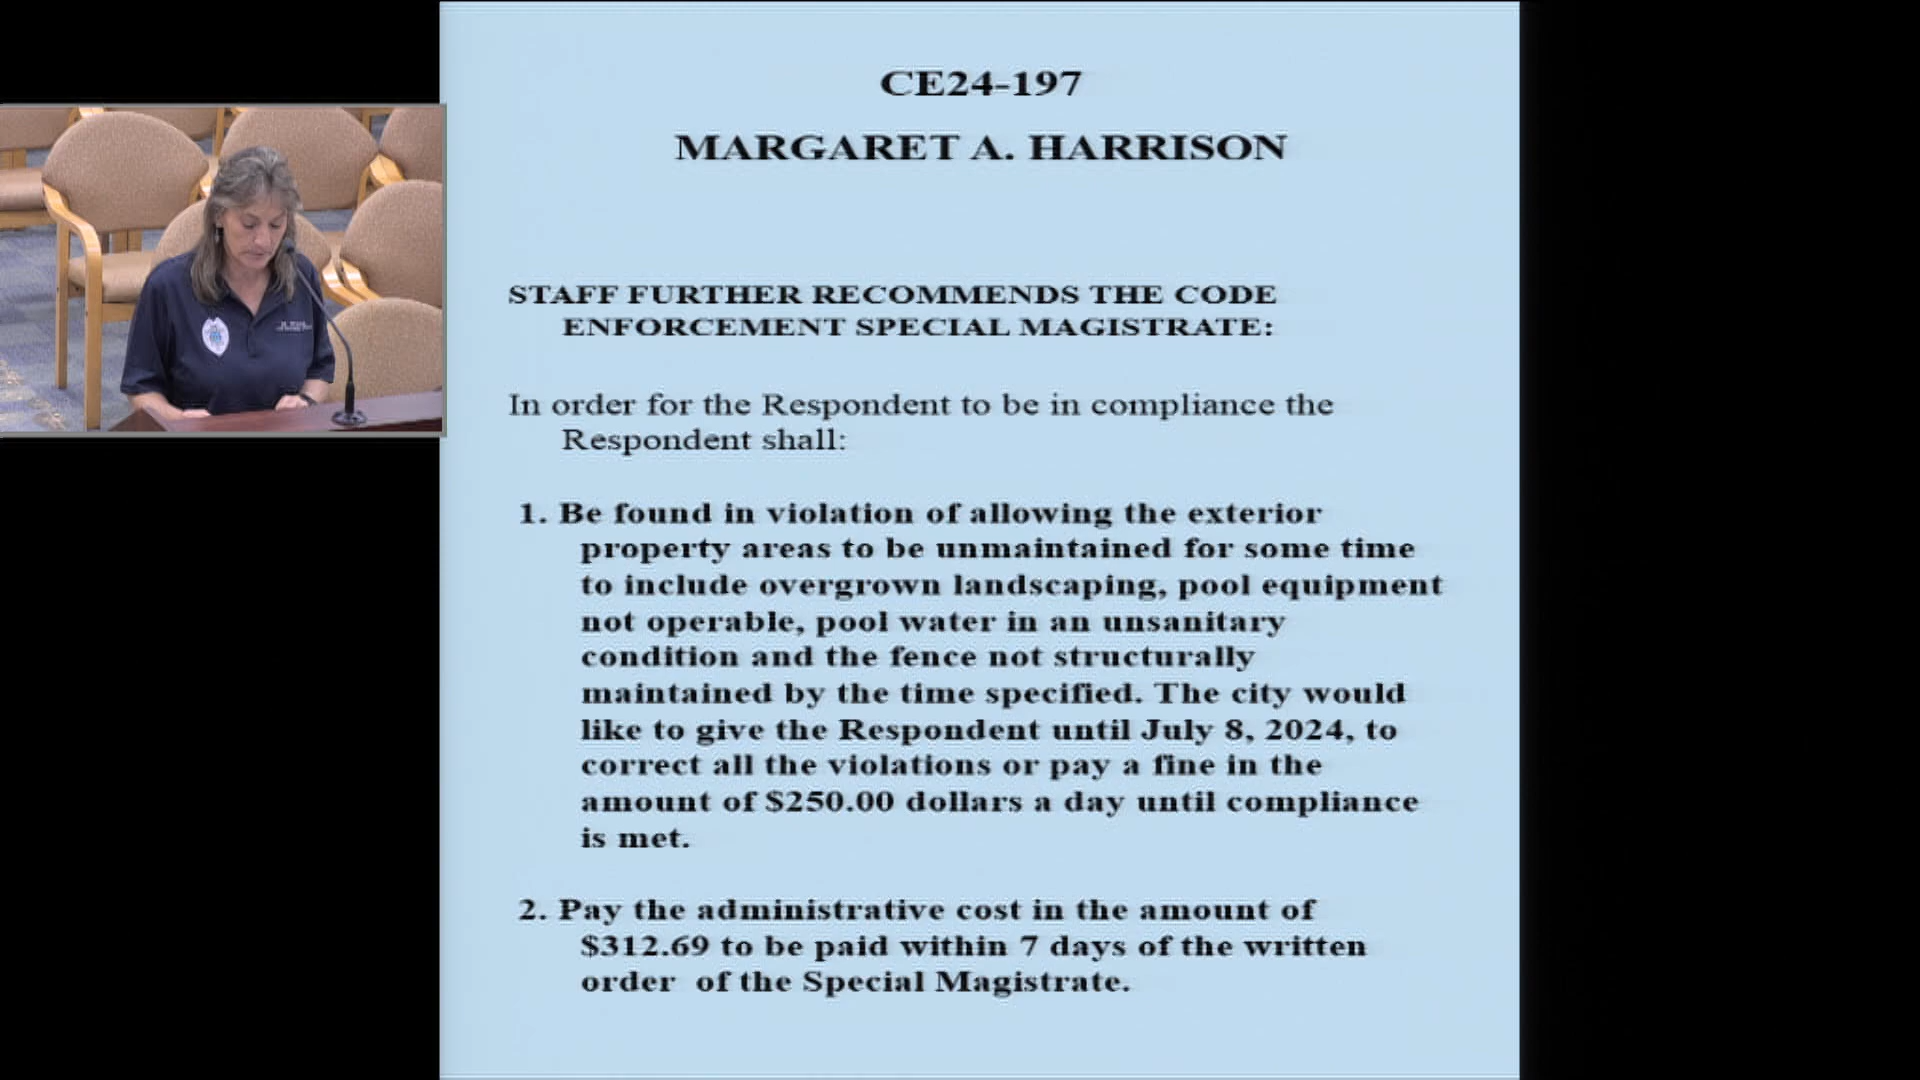 CE24-197
MARGARET A. HARRISON
STAFF FURTHER RECOMMENDS THE CODE
ENFORCEMENT SPECIAL MAGISTRATE:
In order for the Respondent to be in compliance the
Respondent shall:
1. Be found in violation of allowing the exterior
property areas to be unmaintained for some time
to include overgrown landscaping, pool equipment
not operable, pool water in an unsanitary
condition and the fence not structurally
maintained by the time specified. The city would
like to give the Respondent until July 8, 2024, to
correct all the violations or pay a fine in the
amount of $250.00 dollars a day until compliance
is met.
2. Pay the administrative cost in the amount of
$312.69 to be paid within 7 days of the written
order of the Special Magistrate.